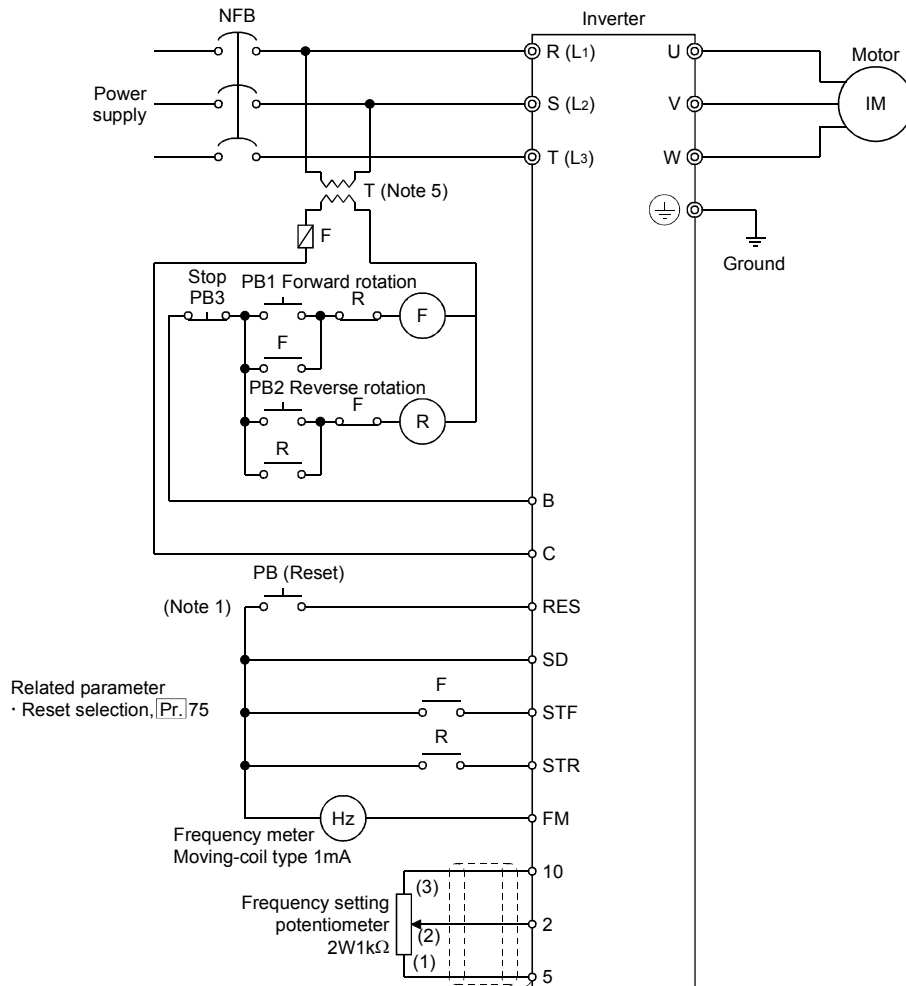 NFB
Inverter
Power
supply
R (L1)
S (L2)
T (L3)
U
V
W
Motor
IM
T (Note 5)
F
Ground
Stop
PB3
PB1 Forward rotation
R
F
F
PB2 Reverse rotation
F
R
R
B
C
PB (Reset)
(Note 1)
RES
SD
Related parameter
· Reset selection, Pr. 75
F
STF
R
STR
Hz
FM
Frequency meter
Moving-coil type 1mA
10
(3)
Frequency setting
potentiometer
2W1kΩ
(2)
2
(1)
5